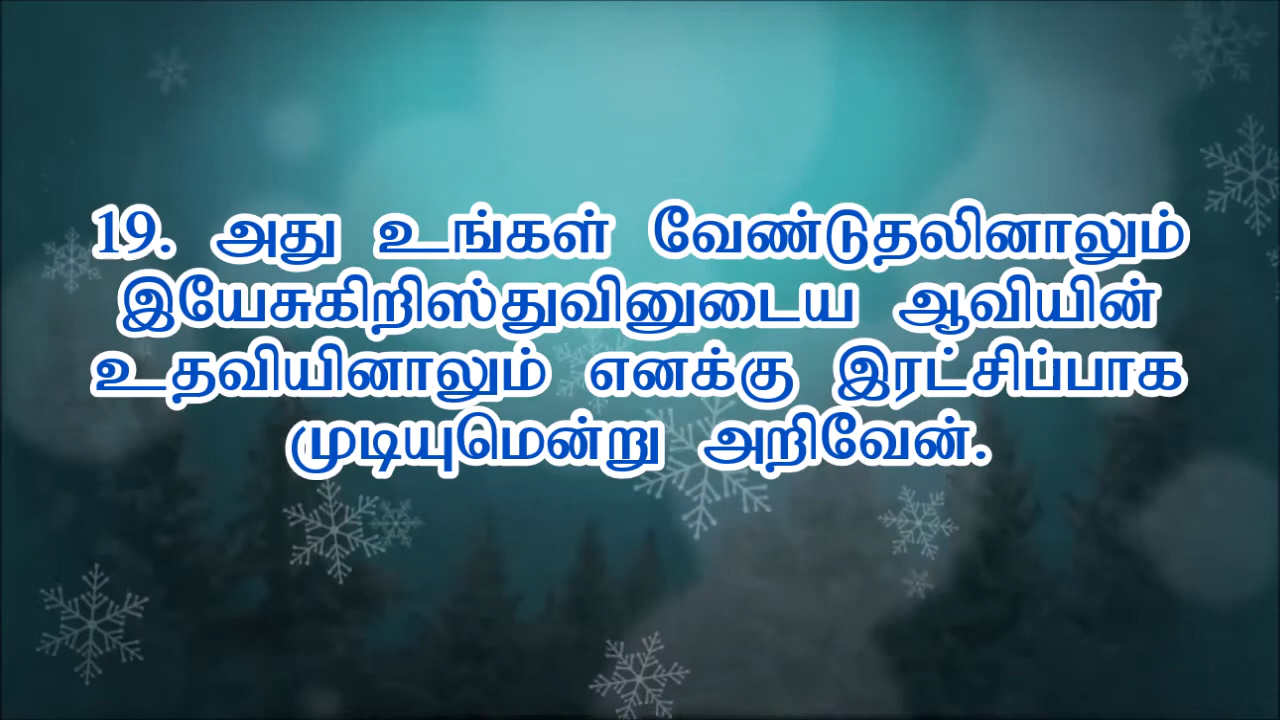 19. அது உங்கள் வேண்டுதலினாலும்
இயேசுகிறிஸ்துவினுடைய ஆவியின்
உதவியினாலும் எனக்கு இரட்சிப்பாக
முடியுமென்று அறிவேன்.